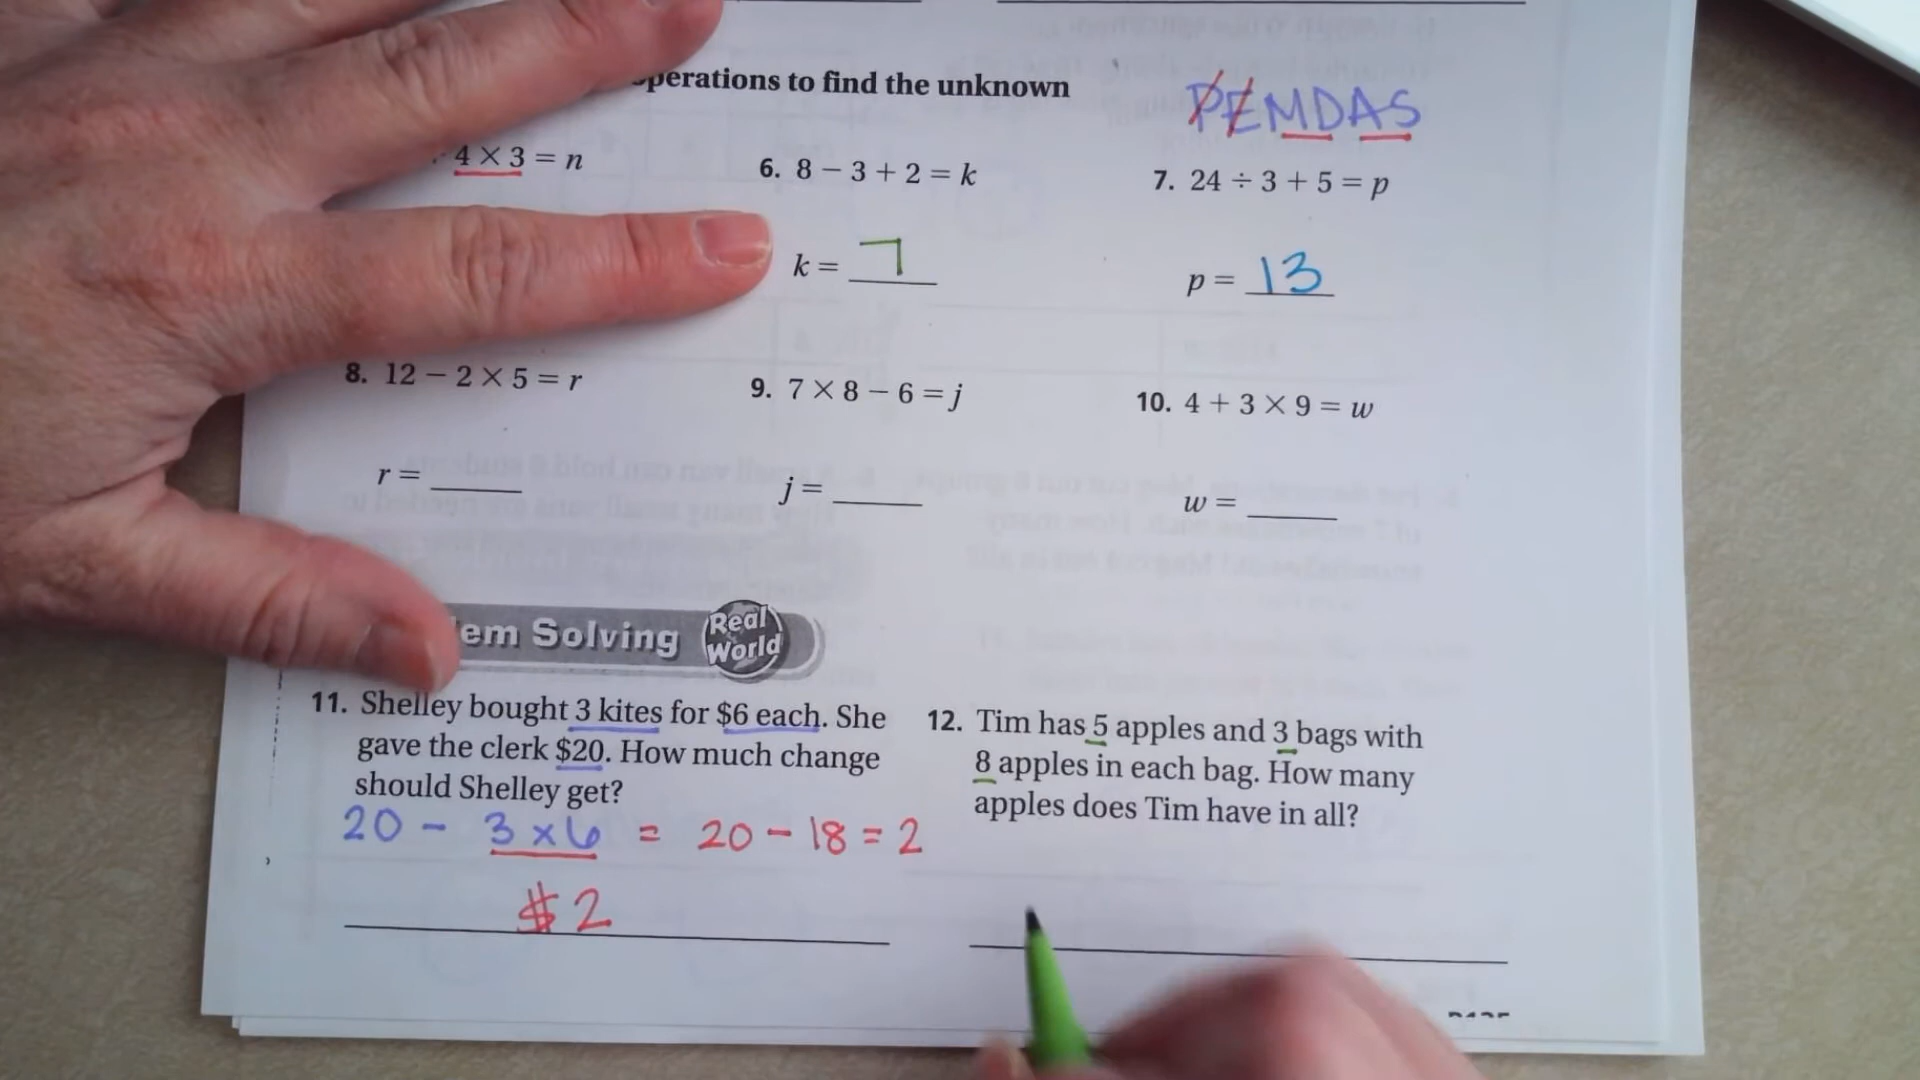 operations to find the unknown
PEMDAS
4 × 3 = n
6. 8 − 3 + 2 = k
7. 24 ÷ 3 + 5 = p
k = 7
p = 13
8. 12 − 2 × 5 = r
9. 7 × 8 − 6 = j
10. 4 + 3 × 9 = w
r =
j =
w =
em Solving Real World
11. Shelley bought 3 kites for $6 each. She
gave the clerk $20. How much change
should Shelley get?
20 - 3 x 6 = 20 - 18 = 2
$2
12. Tim has 5 apples and 3 bags with
8 apples in each bag. How many
apples does Tim have in all?